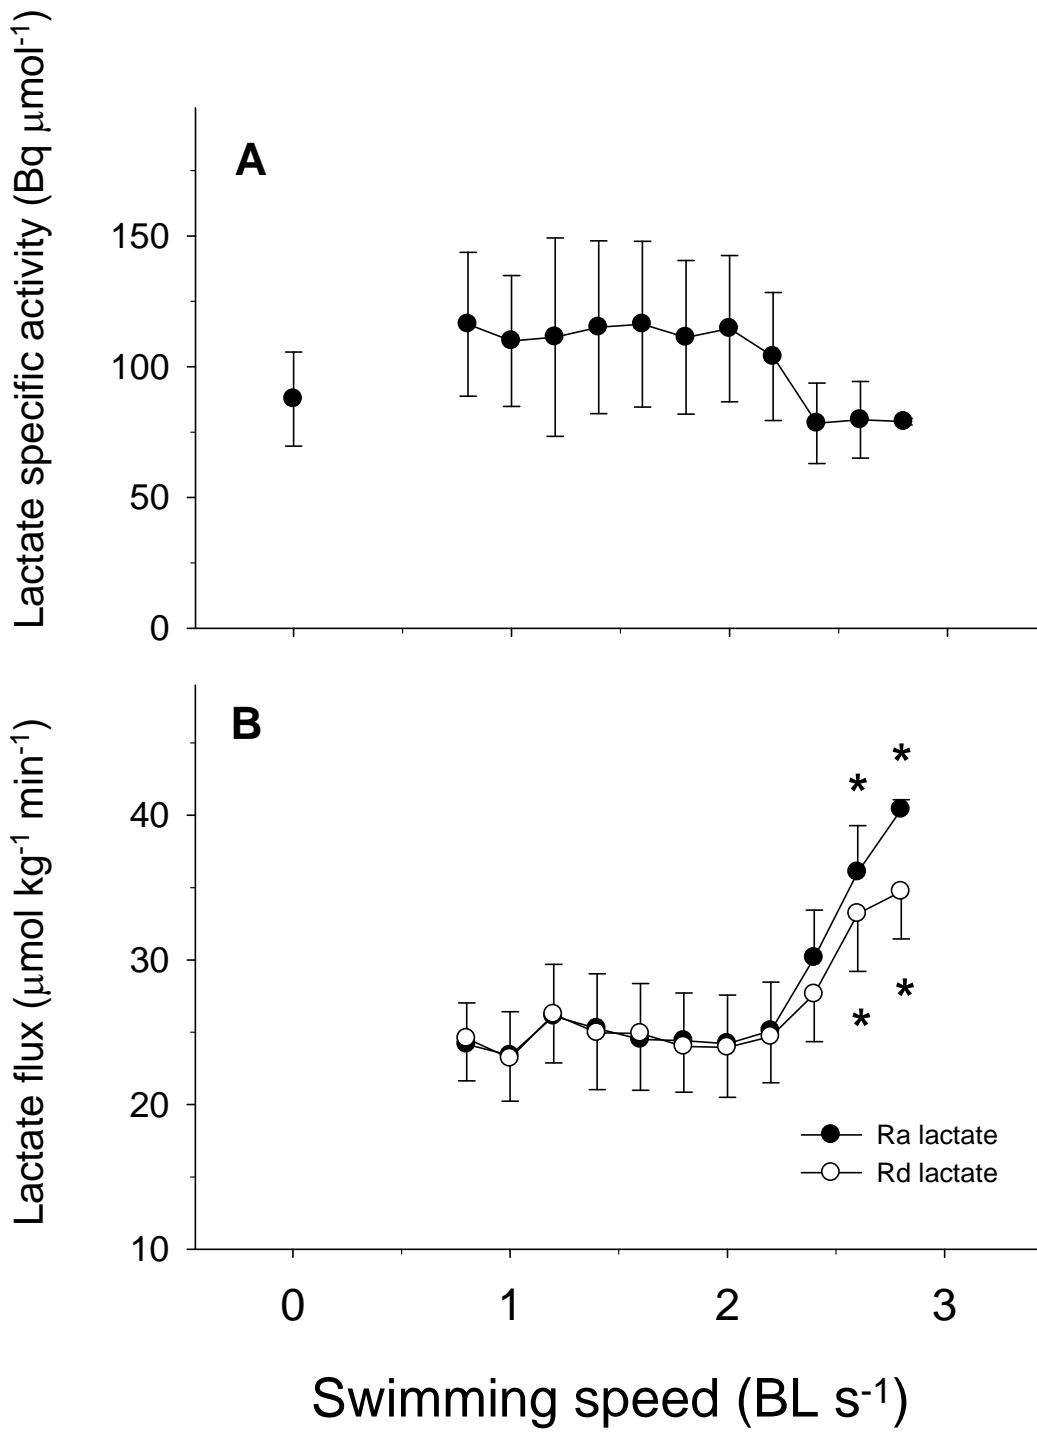 Lactate specific activity (Bq μmol⁻¹)
A
150
100
50
0
Lactate flux (μmol kg⁻¹ min⁻¹)
B
*
*
40
30
*
*
20
Ra lactate
Rd lactate
10
0 1 2 3
Swimming speed (BL s⁻¹)